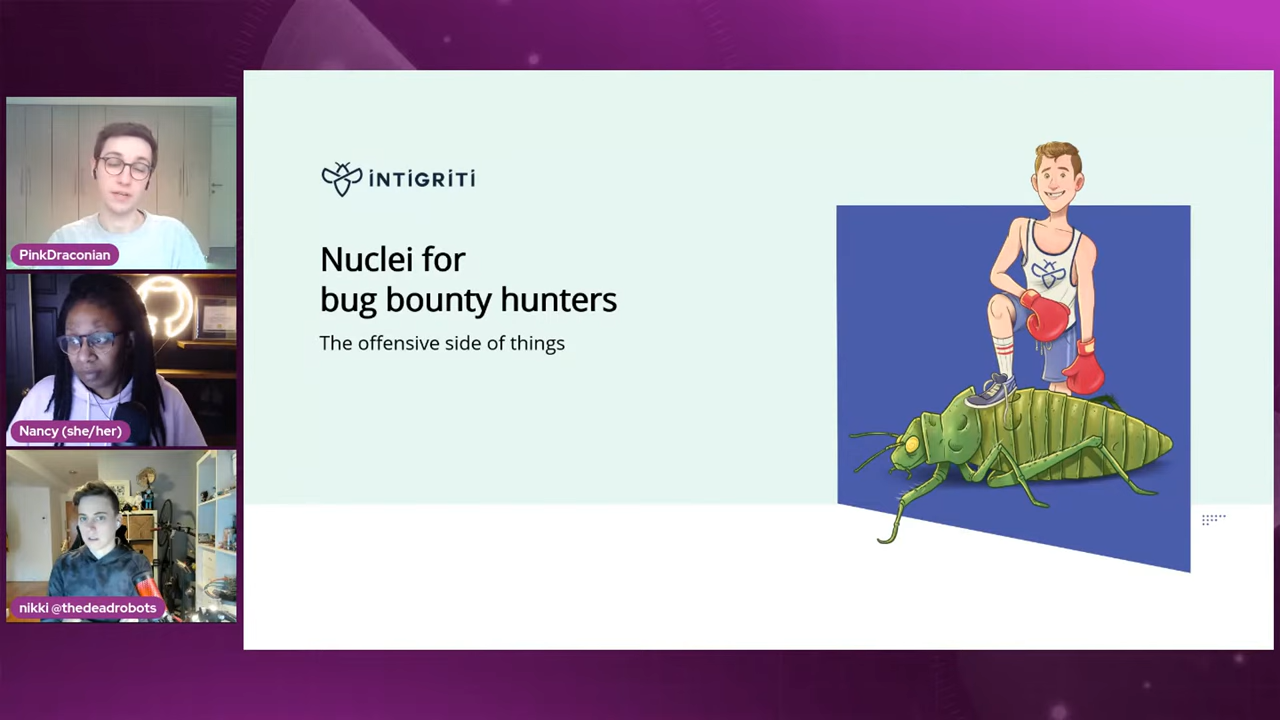 PinkDraconian
Nancy (she/her)
nikki @thedeadrobots
INTIGRITI
Nuclei for
bug bounty hunters
The offensive side of things